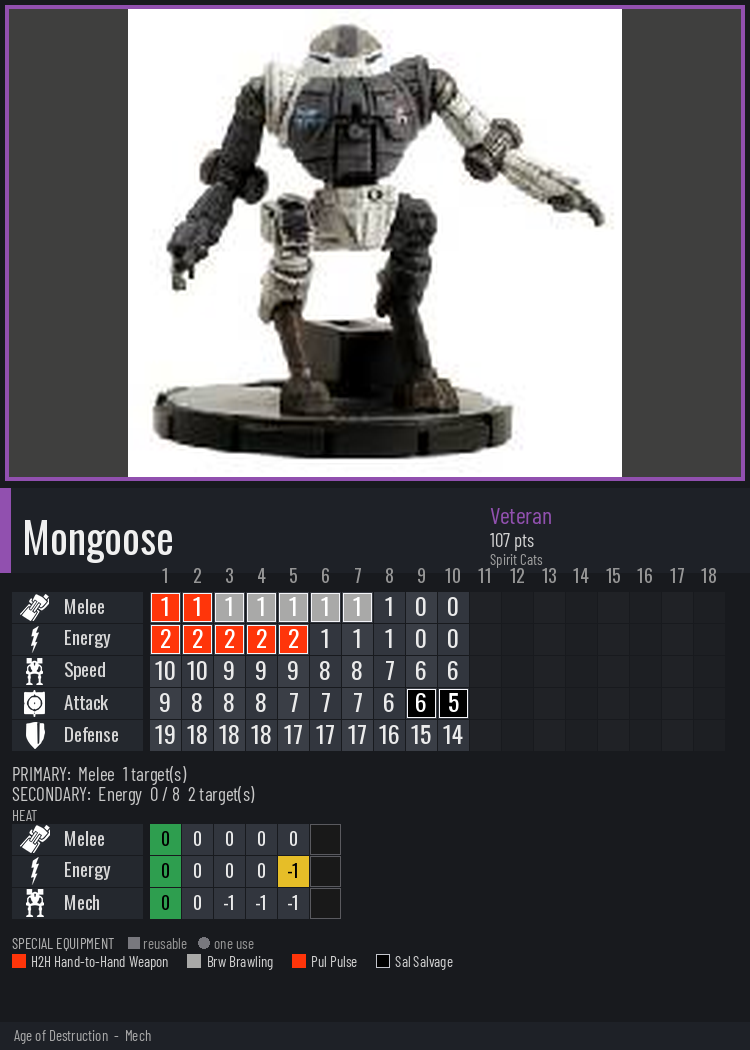 Mongoose
Veteran
107 pts
Spirit Cats
1 2 3 4 5 6 7 8 9 10 11 12 13 14 15 16 17 18
Melee 1 1 1 1 1 1 1 1 0 0
Energy 2 2 2 2 2 1 1 1 0 0
Speed 10 10 9 9 9 8 8 7 6 6
Attack 9 8 8 8 7 7 7 6 6 5
Defense 19 18 18 18 17 17 17 16 15 14
PRIMARY: Melee 1 target(s)
SECONDARY: Energy 0 / 8 2 target(s)
HEAT
Melee 0 0 0 0 0
Energy 0 0 0 0 -1
Mech 0 0 -1 -1 -1
SPECIAL EQUIPMENT reusable one use
H2H Hand-to-Hand Weapon Brw Brawling Pul Pulse Sal Salvage
Age of Destruction - Mech